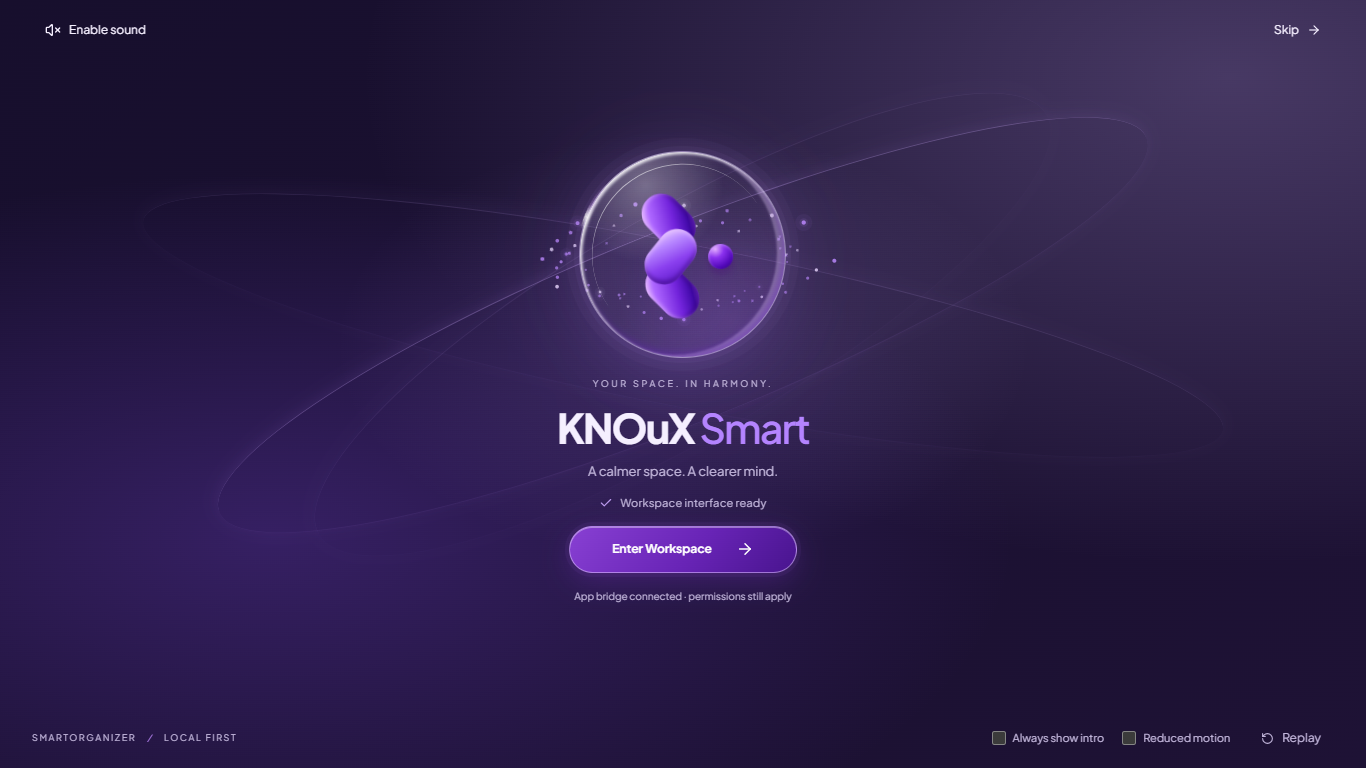 Enable sound
Skip
YOUR SPACE. IN HARMONY.
KNOuX Smart
A calmer space. A clearer mind.
Workspace interface ready
Enter Workspace
App bridge connected · permissions still apply
SMARTORGANIZER / LOCAL FIRST
Always show intro
Reduced motion
Replay